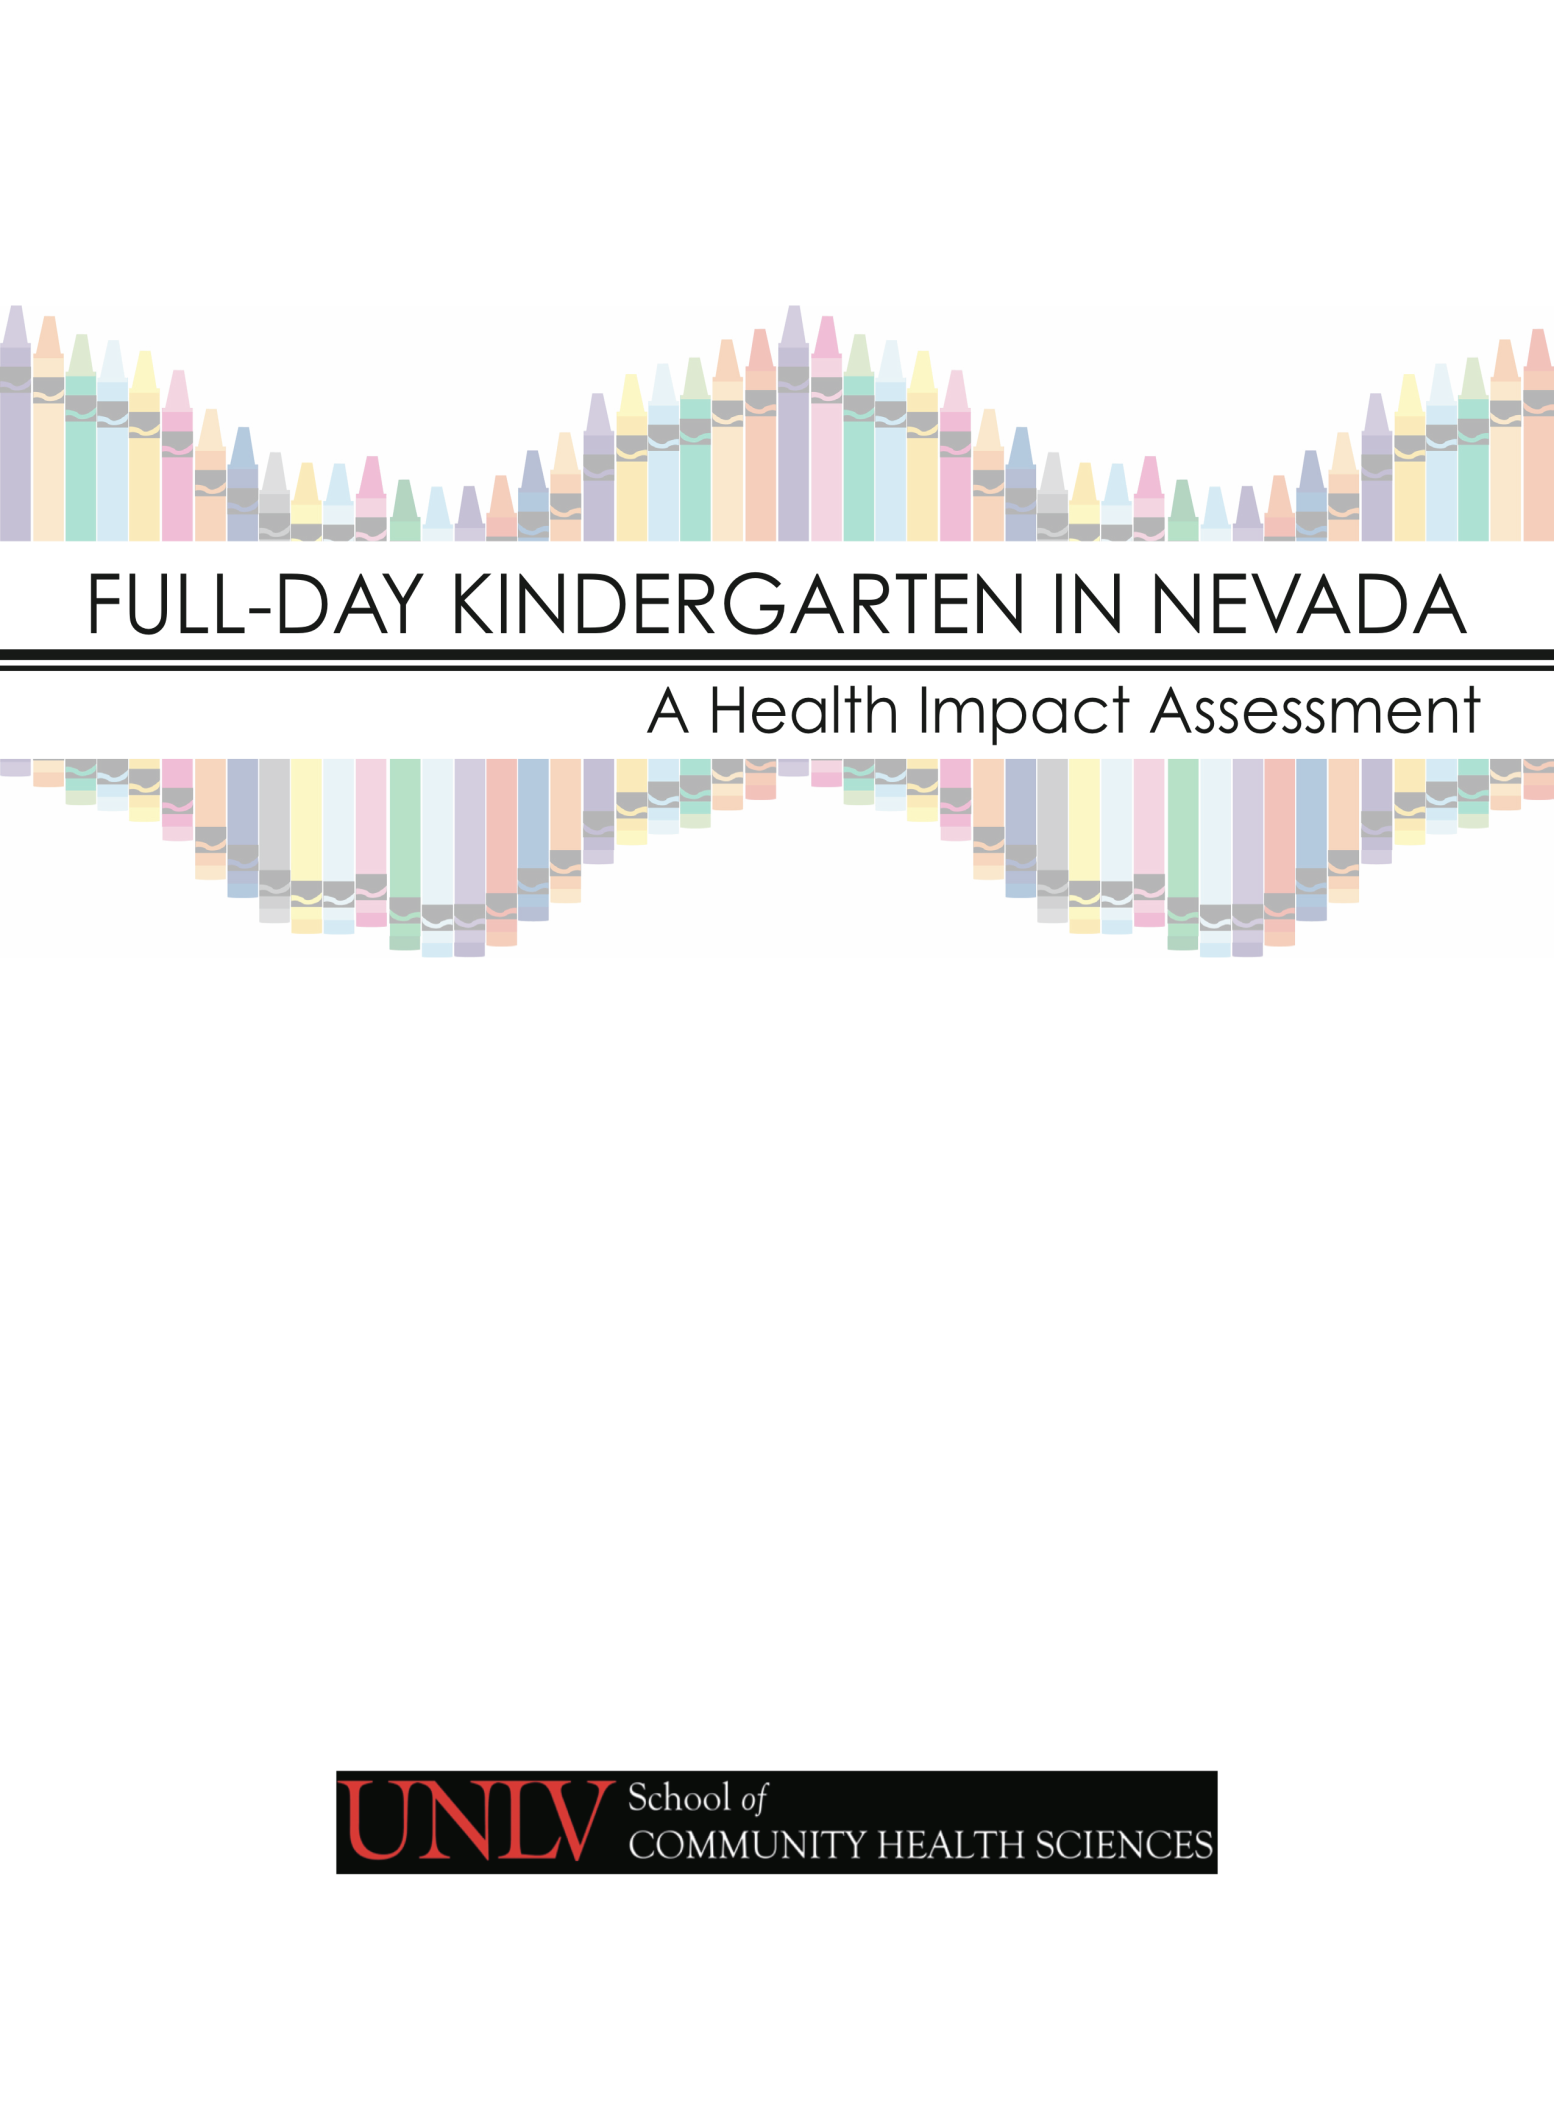 FULL-DAY KINDERGARTEN IN NEVADA
A Health Impact Assessment
UNLV School of
COMMUNITY HEALTH SCIENCES